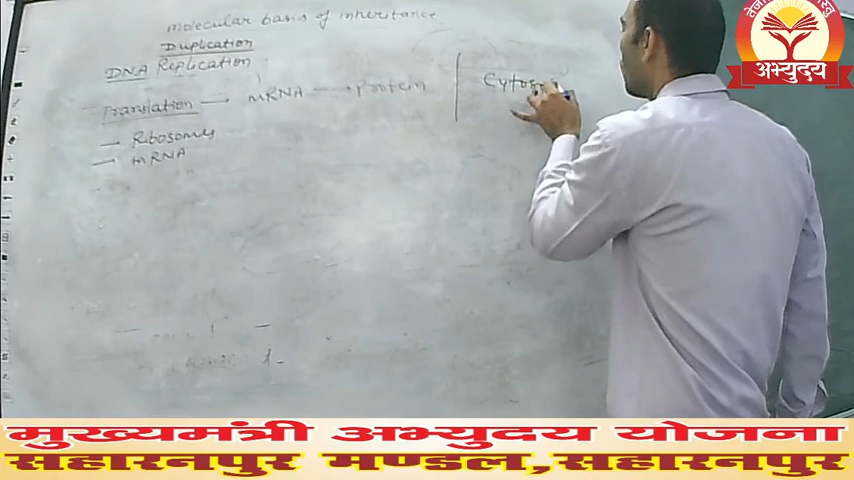 molecular basis of inheritance
Duplication
DNA Replication
Translation → mRNA → Protein
Cytos
→ Ribosomes
→ mRNA
अभ्युदय
मुख्यमंत्री अभ्युदय योजना
सहारनपुर मण्डल,सहारनपुर